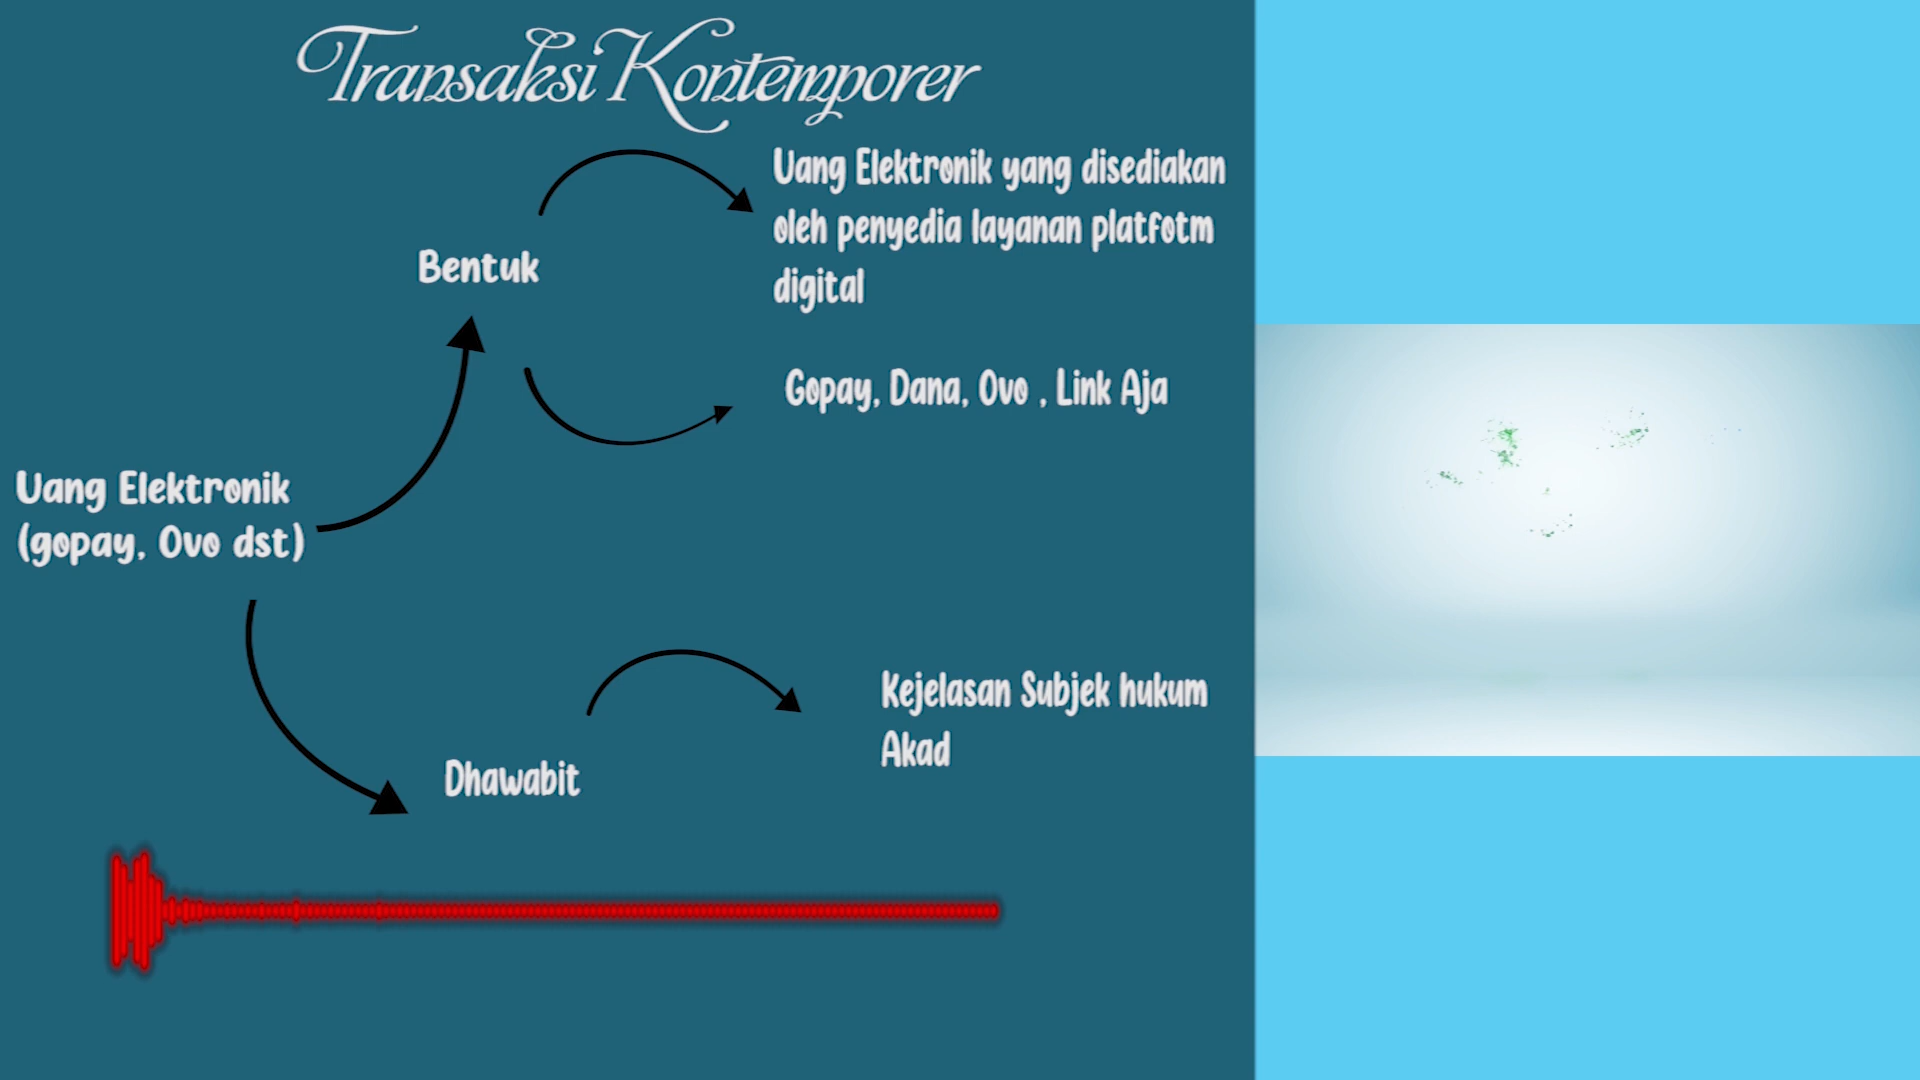 Transaksi Kontemporer
Uang Elektronik yang disediakan
oleh penyedia layanan platfotm
digital
Bentuk
Gopay, Dana, Ovo , Link Aja
Uang Elektronik
(gopay, Ovo dst)
Kejelasan Subjek hukum
Akad
Dhawabit